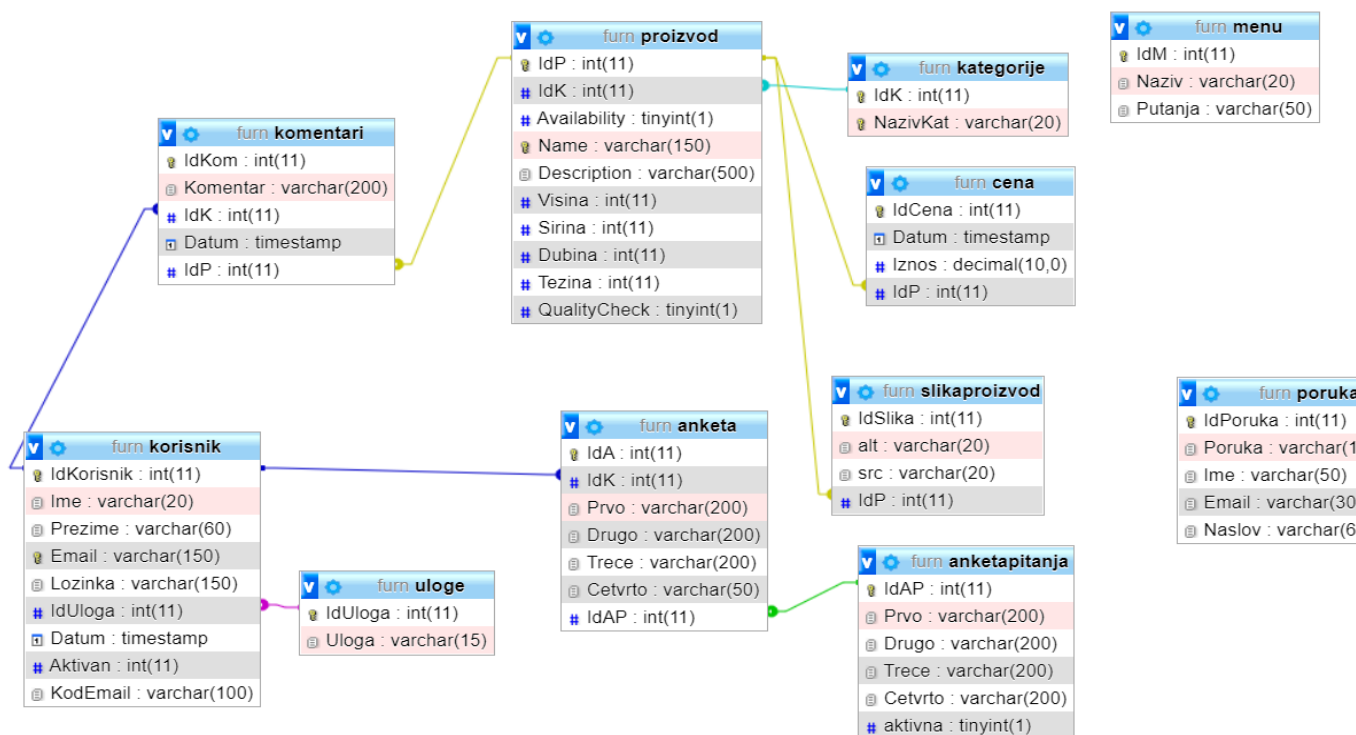 furn proizvod
IdP : int(11)
IdK : int(11)
Availability : tinyint(1)
Name : varchar(150)
Description : varchar(500)
Visina : int(11)
Sirina : int(11)
Dubina : int(11)
Tezina : int(11)
QualityCheck : tinyint(1)
furn kategorije
IdK : int(11)
NazivKat : varchar(20)
furn menu
IdM : int(11)
Naziv : varchar(20)
Putanja : varchar(50)
furn komentari
IdKom : int(11)
Komentar : varchar(200)
IdK : int(11)
Datum : timestamp
IdP : int(11)
furn cena
IdCena : int(11)
Datum : timestamp
Iznos : decimal(10,0)
IdP : int(11)
furn slikaproizvod
IdSlika : int(11)
alt : varchar(20)
src : varchar(20)
IdP : int(11)
furn poruka
IdPoruka : int(11)
Poruka : varchar(1
Ime : varchar(50)
Email : varchar(30
Naslov : varchar(6
furn korisnik
IdKorisnik : int(11)
Ime : varchar(20)
Prezime : varchar(60)
Email : varchar(150)
Lozinka : varchar(150)
IdUloga : int(11)
Datum : timestamp
Aktivan : int(11)
KodEmail : varchar(100)
furn anketa
IdA : int(11)
IdK : int(11)
Prvo : varchar(200)
Drugo : varchar(200)
Trece : varchar(200)
Cetvrto : varchar(50)
IdAP : int(11)
furn uloge
IdUloga : int(11)
Uloga : varchar(15)
furn anketapitanja
IdAP : int(11)
Prvo : varchar(200)
Drugo : varchar(200)
Trece : varchar(200)
Cetvrto : varchar(200)
aktivna : tinyint(1)